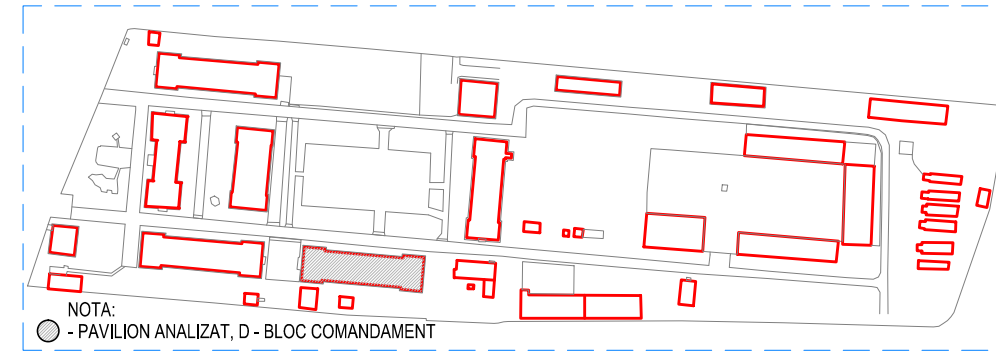 NOTA:
- PAVILION ANALIZAT, D - BLOC COMANDAMENT